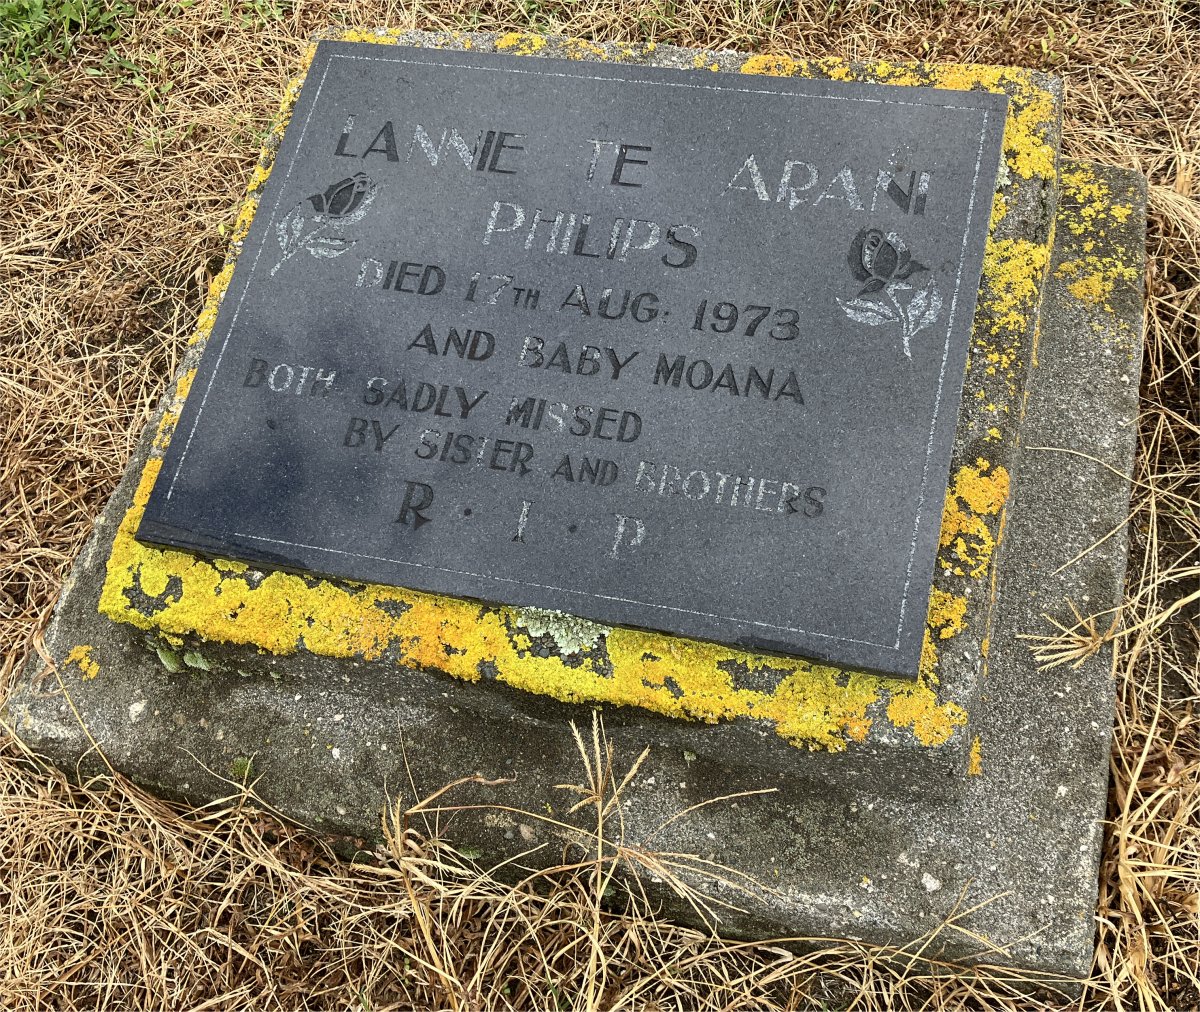 LANNIE TE ARANI
PHILIPS
DIED 17TH AUG: 1973
AND BABY MOANA
BOTH SADLY MISSED
BY SISTER AND BROTHERS
R · I · P